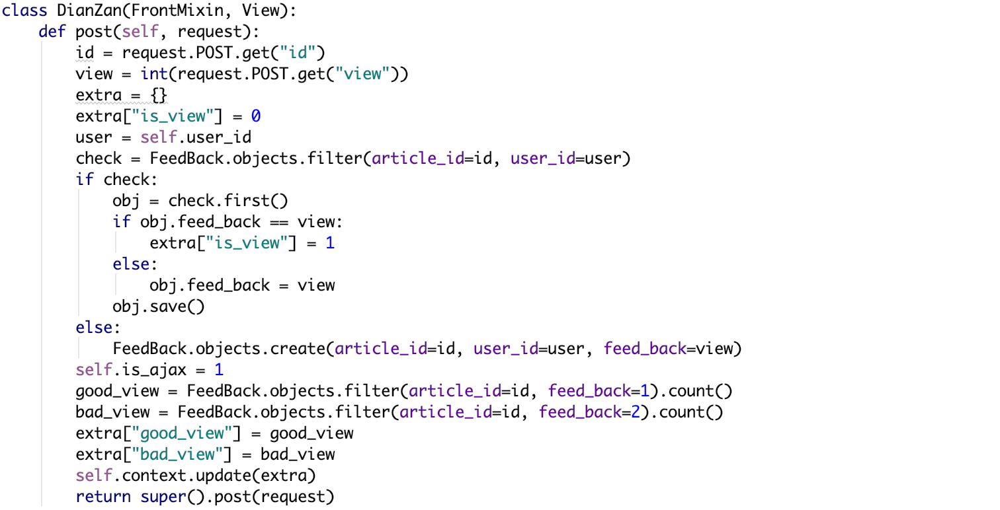 class DianZan(FrontMixin, View):
    def post(self, request):
        id = request.POST.get("id")
        view = int(request.POST.get("view"))
        extra = {}
        extra["is_view"] = 0
        user = self.user_id
        check = FeedBack.objects.filter(article_id=id, user_id=user)
        if check:
            obj = check.first()
            if obj.feed_back == view:
                extra["is_view"] = 1
            else:
                obj.feed_back = view
            obj.save()
        else:
            FeedBack.objects.create(article_id=id, user_id=user, feed_back=view)
        self.is_ajax = 1
        good_view = FeedBack.objects.filter(article_id=id, feed_back=1).count()
        bad_view = FeedBack.objects.filter(article_id=id, feed_back=2).count()
        extra["good_view"] = good_view
        extra["bad_view"] = bad_view
        self.context.update(extra)
        return super().post(request)